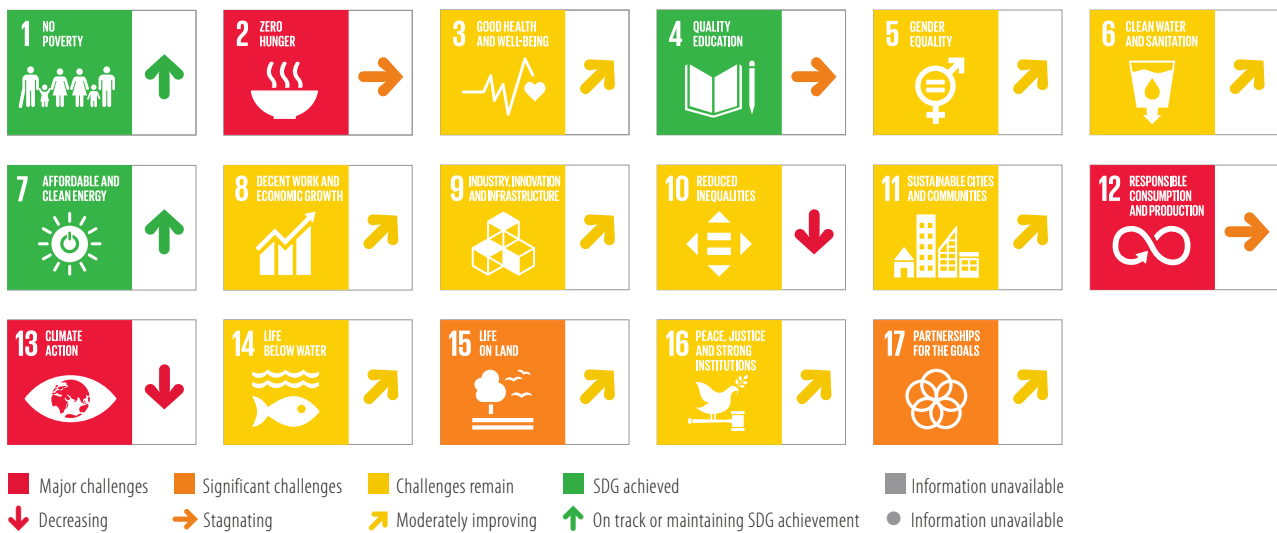 1 NO
POVERTY
2 ZERO
HUNGER
3 GOOD HEALTH
AND WELL-BEING
4 QUALITY
EDUCATION
5 GENDER
EQUALITY
6 CLEAN WATER
AND SANITATION
7 AFFORDABLE AND
CLEAN ENERGY
8 DECENT WORK AND
ECONOMIC GROWTH
9 INDUSTRY, INNOVATION
AND INFRASTRUCTURE
10 REDUCED
INEQUALITIES
11 SUSTAINABLE CITIES
AND COMMUNITIES
12 RESPONSIBLE
CONSUMPTION
AND PRODUCTION
13 CLIMATE
ACTION
14 LIFE
BELOW WATER
15 LIFE
ON LAND
16 PEACE, JUSTICE
AND STRONG
INSTITUTIONS
17 PARTNERSHIPS
FOR THE GOALS
Major challenges Significant challenges Challenges remain SDG achieved Information unavailable
Decreasing Stagnating Moderately improving On track or maintaining SDG achievement Information unavailable